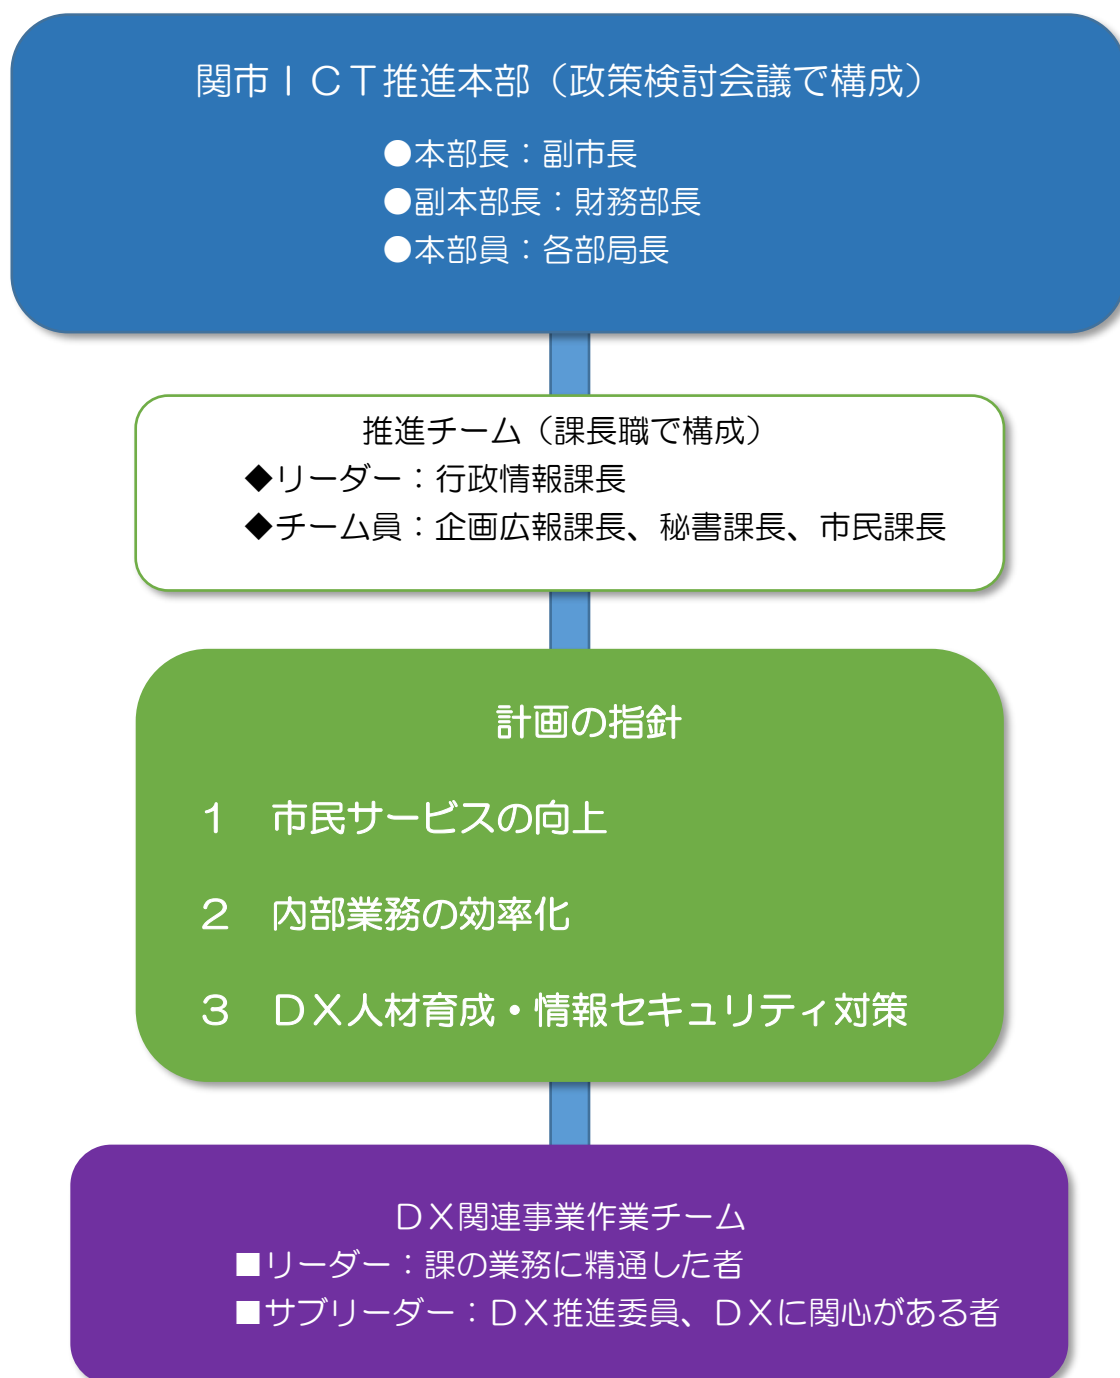 関市ＩＣＴ推進本部（政策検討会議で構成）
●本部長：副市長
●副本部長：財務部長
●本部員：各部局長
推進チーム（課長職で構成）
◆リーダー：行政情報課長
◆チーム員：企画広報課長、秘書課長、市民課長
計画の指針
１　市民サービスの向上
２　内部業務の効率化
３　ＤＸ人材育成・情報セキュリティ対策
ＤＸ関連事業作業チーム
■リーダー：課の業務に精通した者
■サブリーダー：ＤＸ推進委員、ＤＸに関心がある者